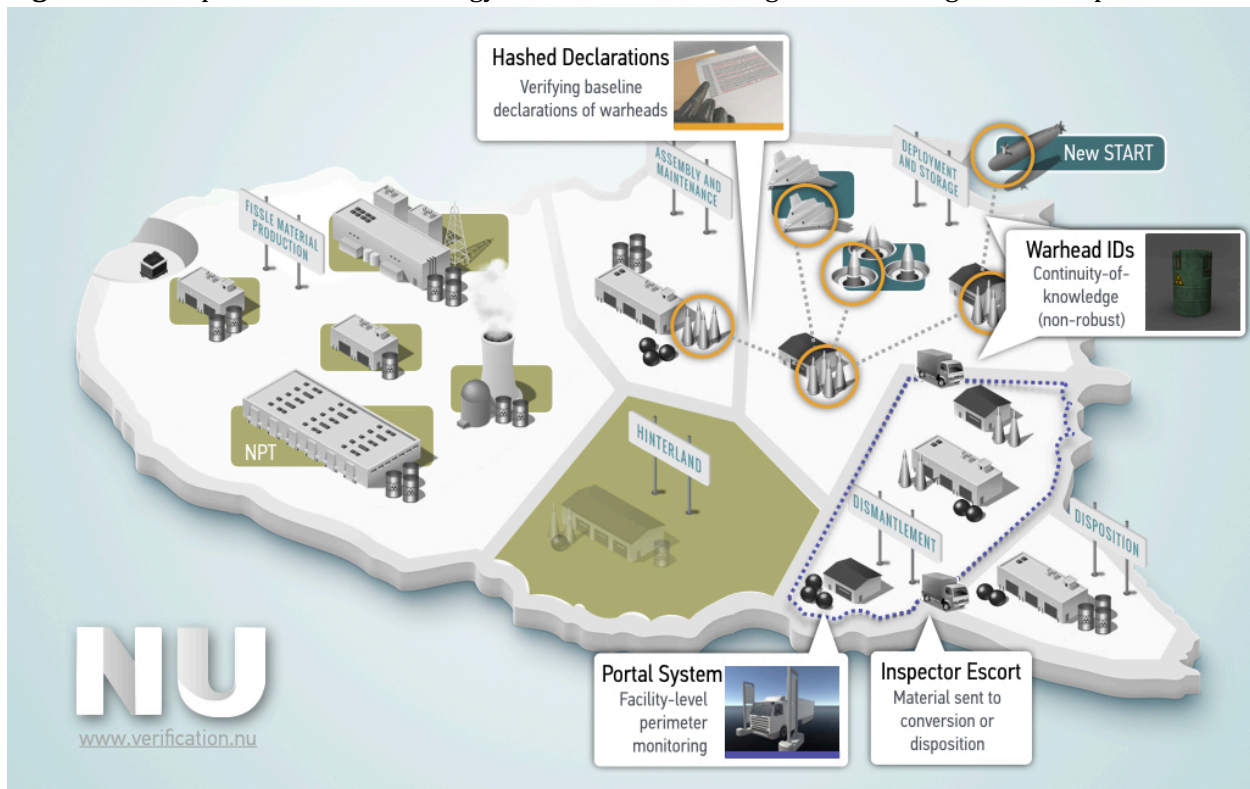 Hashed Declarations
Verifying baseline
declarations of warheads
ASSEMBLY AND
MAINTENANCE
DEPLOYMENT
AND STORAGE
New START
FISSLE MATERIAL
PRODUCTION
Warhead IDs
Continuity-of-
knowledge
(non-robust)
NPT
HINTERLAND
DISMANTLEMENT
DISPOSITION
NU
www.verification.nu
Portal System
Facility-level
perimeter
monitoring
Inspector Escort
Material sent to
conversion or
disposition